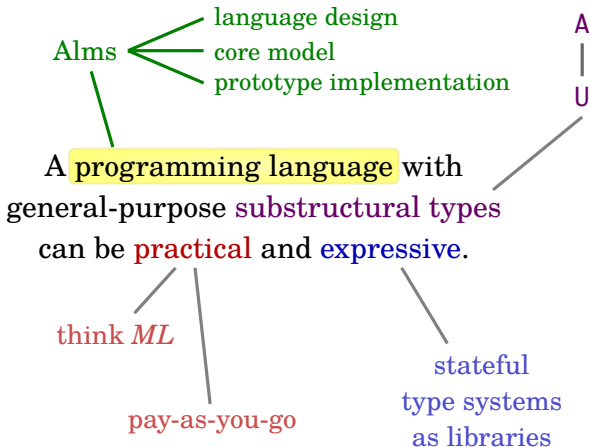 language design
Alms
core model
prototype implementation
A
U
A programming language with
general-purpose substructural types
can be practical and expressive.
think ML
pay-as-you-go
stateful
type systems
as libraries